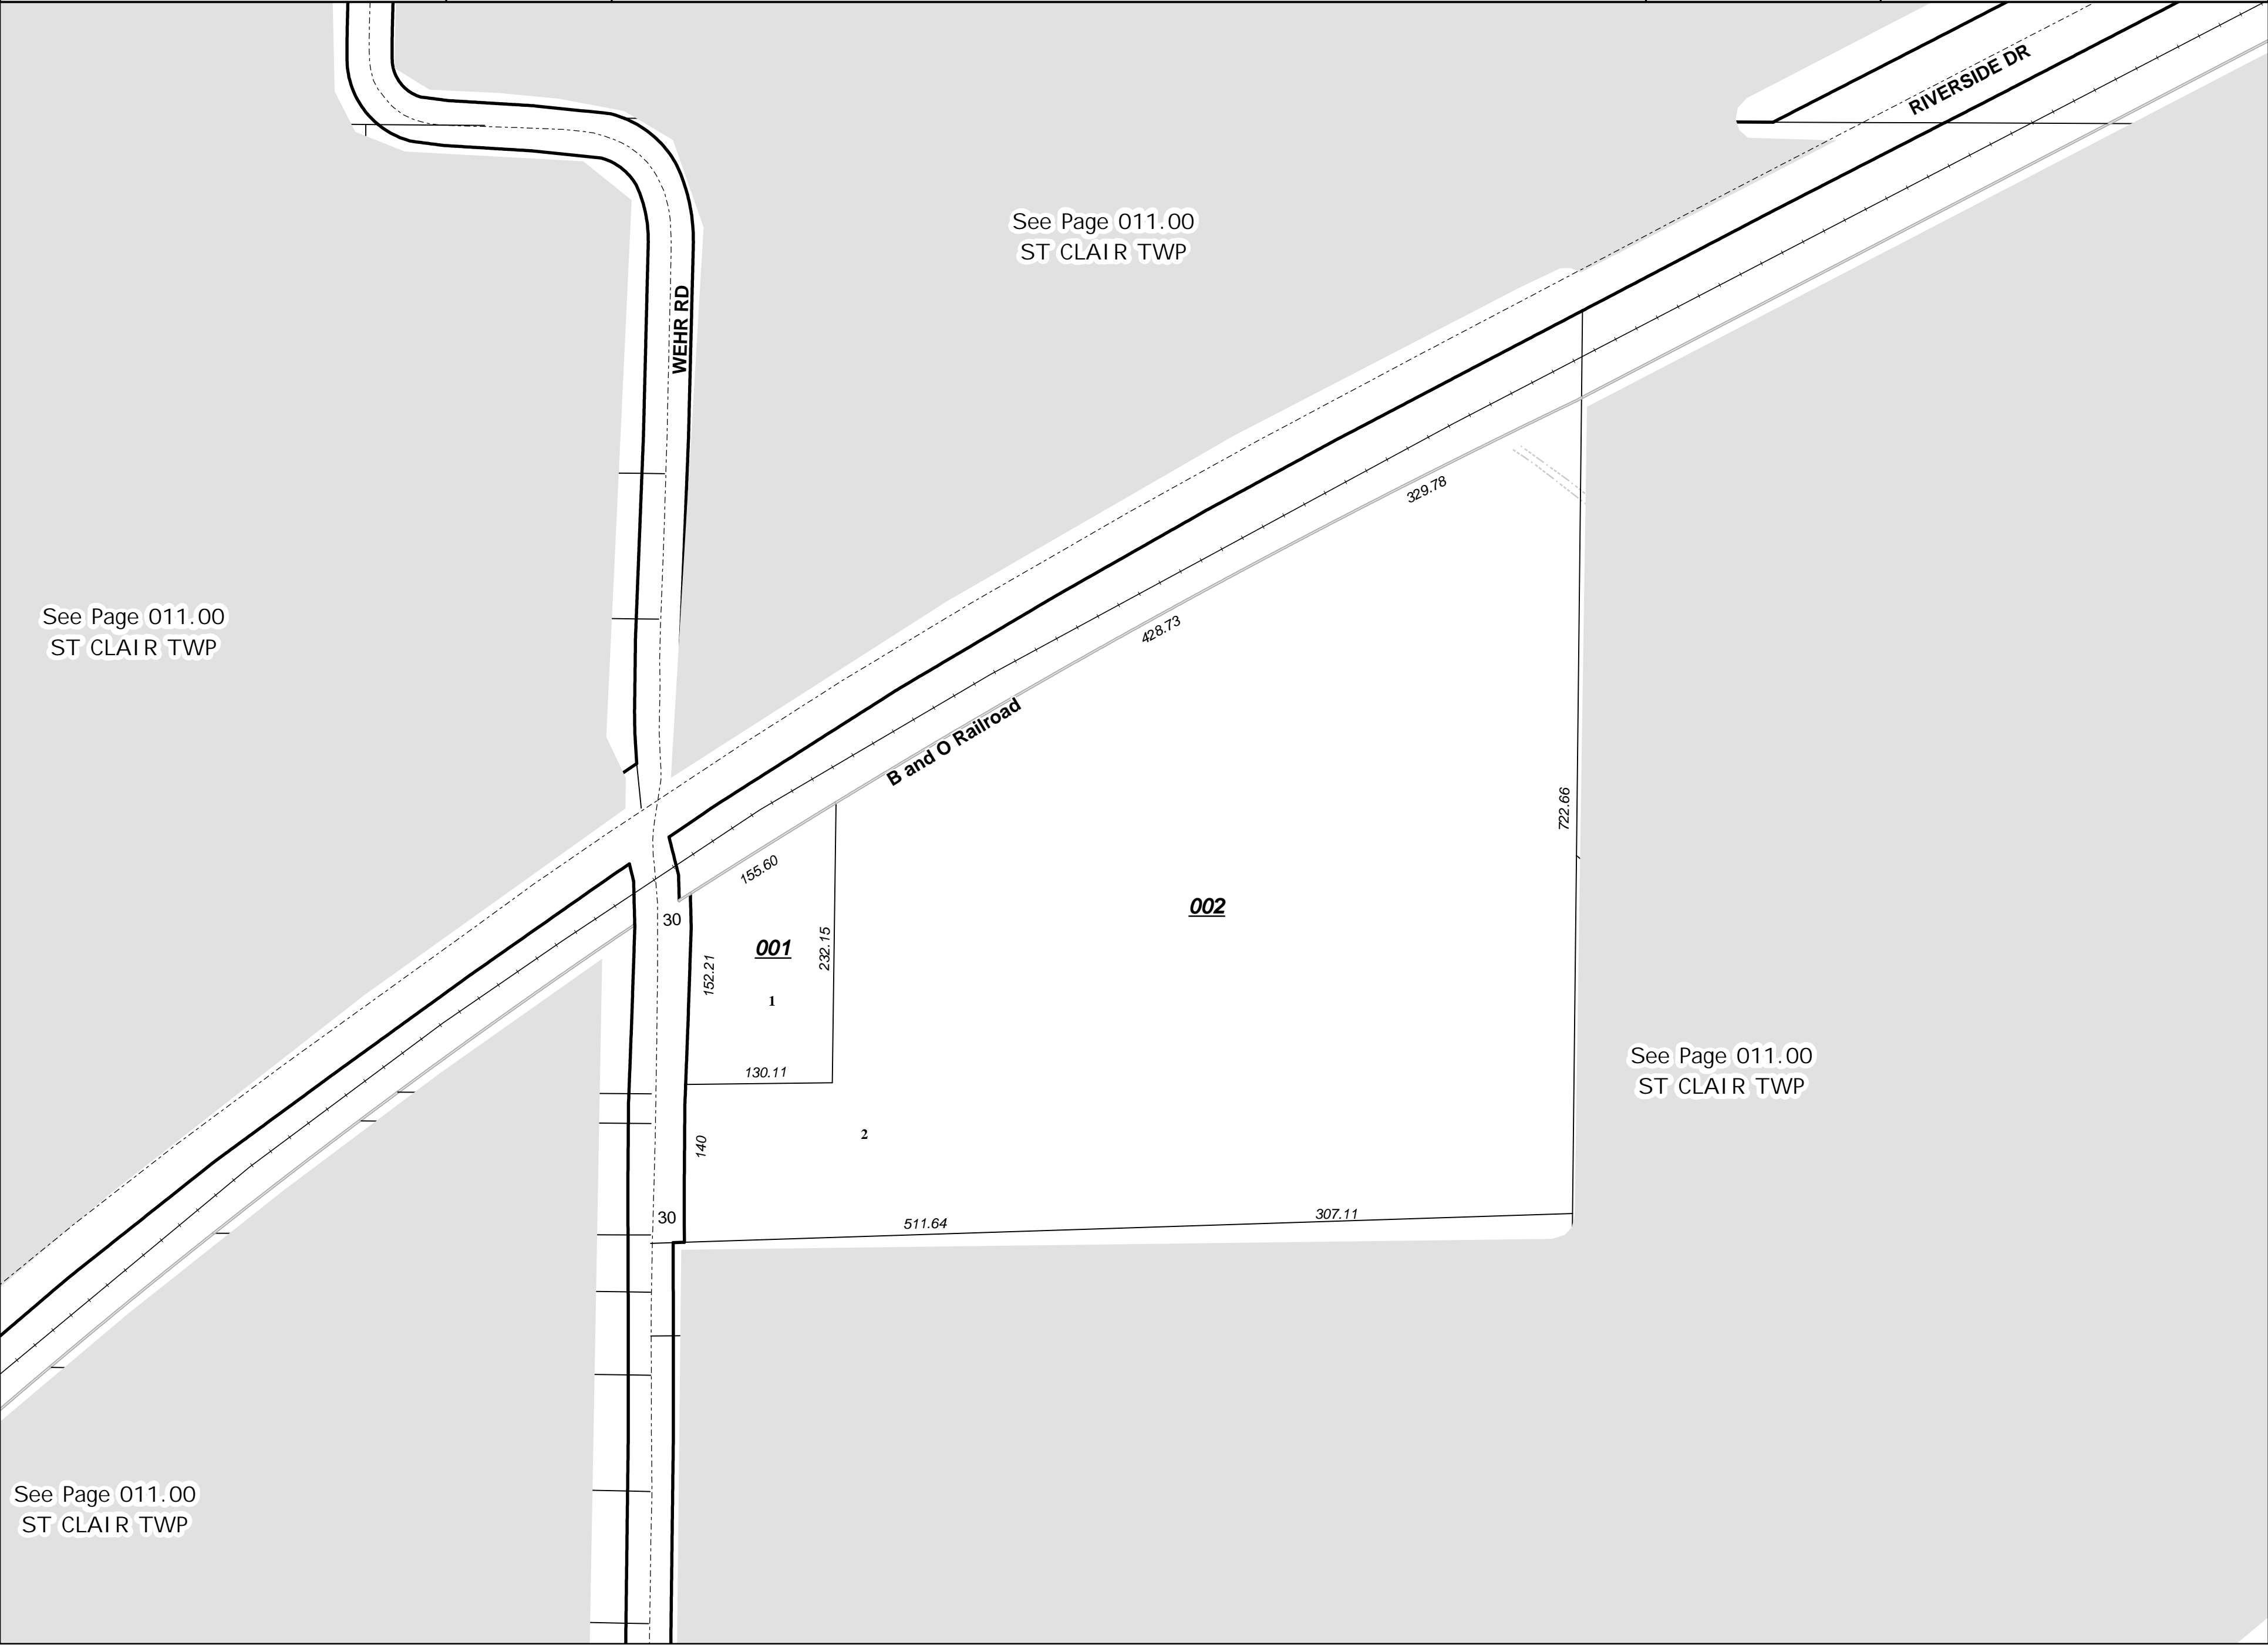 RIVERSIDE DR
See Page 011.00
ST CLAIR TWP
WEHR RD
329.78
See Page 011.00
ST CLAIR TWP
428.73
B and O Railroad
722.66
155.60
002
30
001
232.15
152.21
1
See Page 011.00
ST CLAIR TWP
130.11
2
140
30
511.64
307.11
See Page 011.00
ST CLAIR TWP